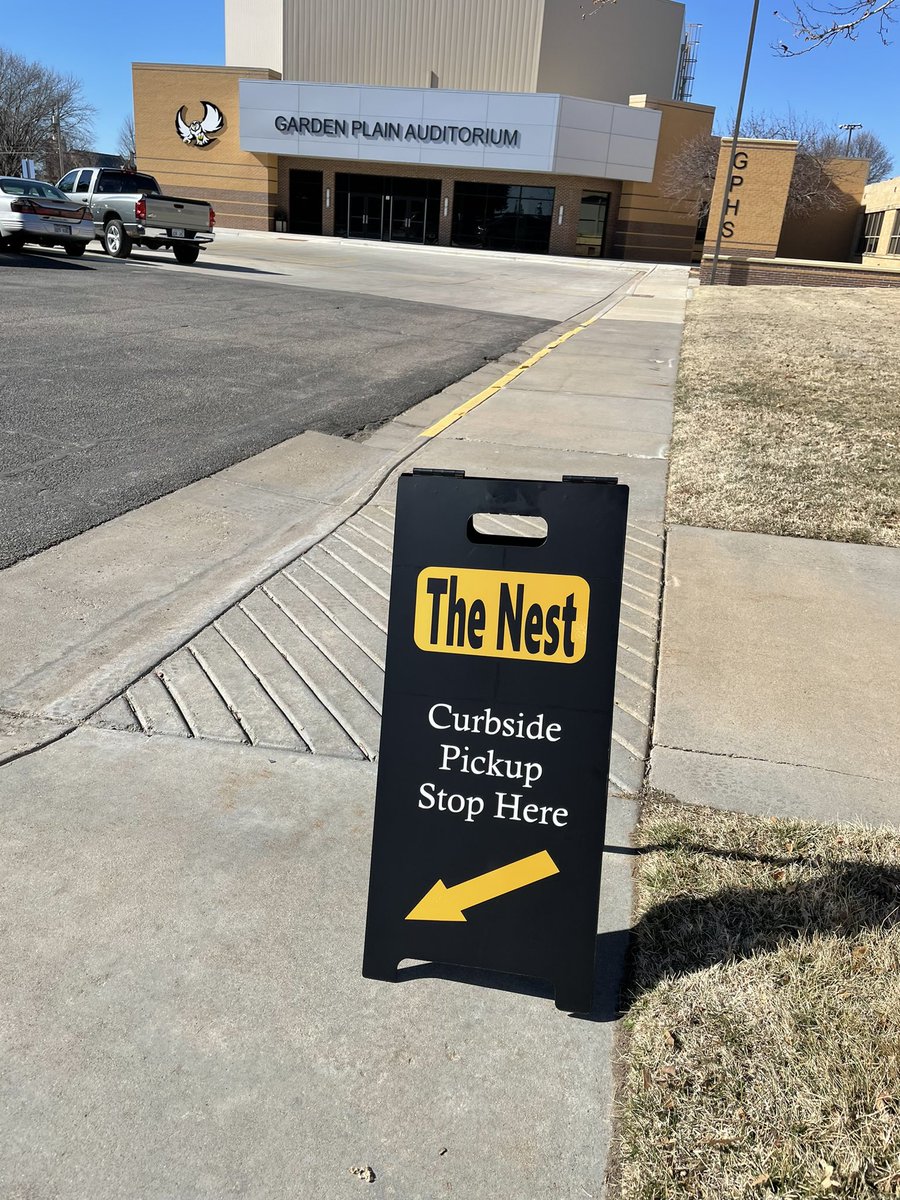 GARDEN PLAIN AUDITORIUM
GPHS
The Nest
Curbside
Pickup
Stop Here